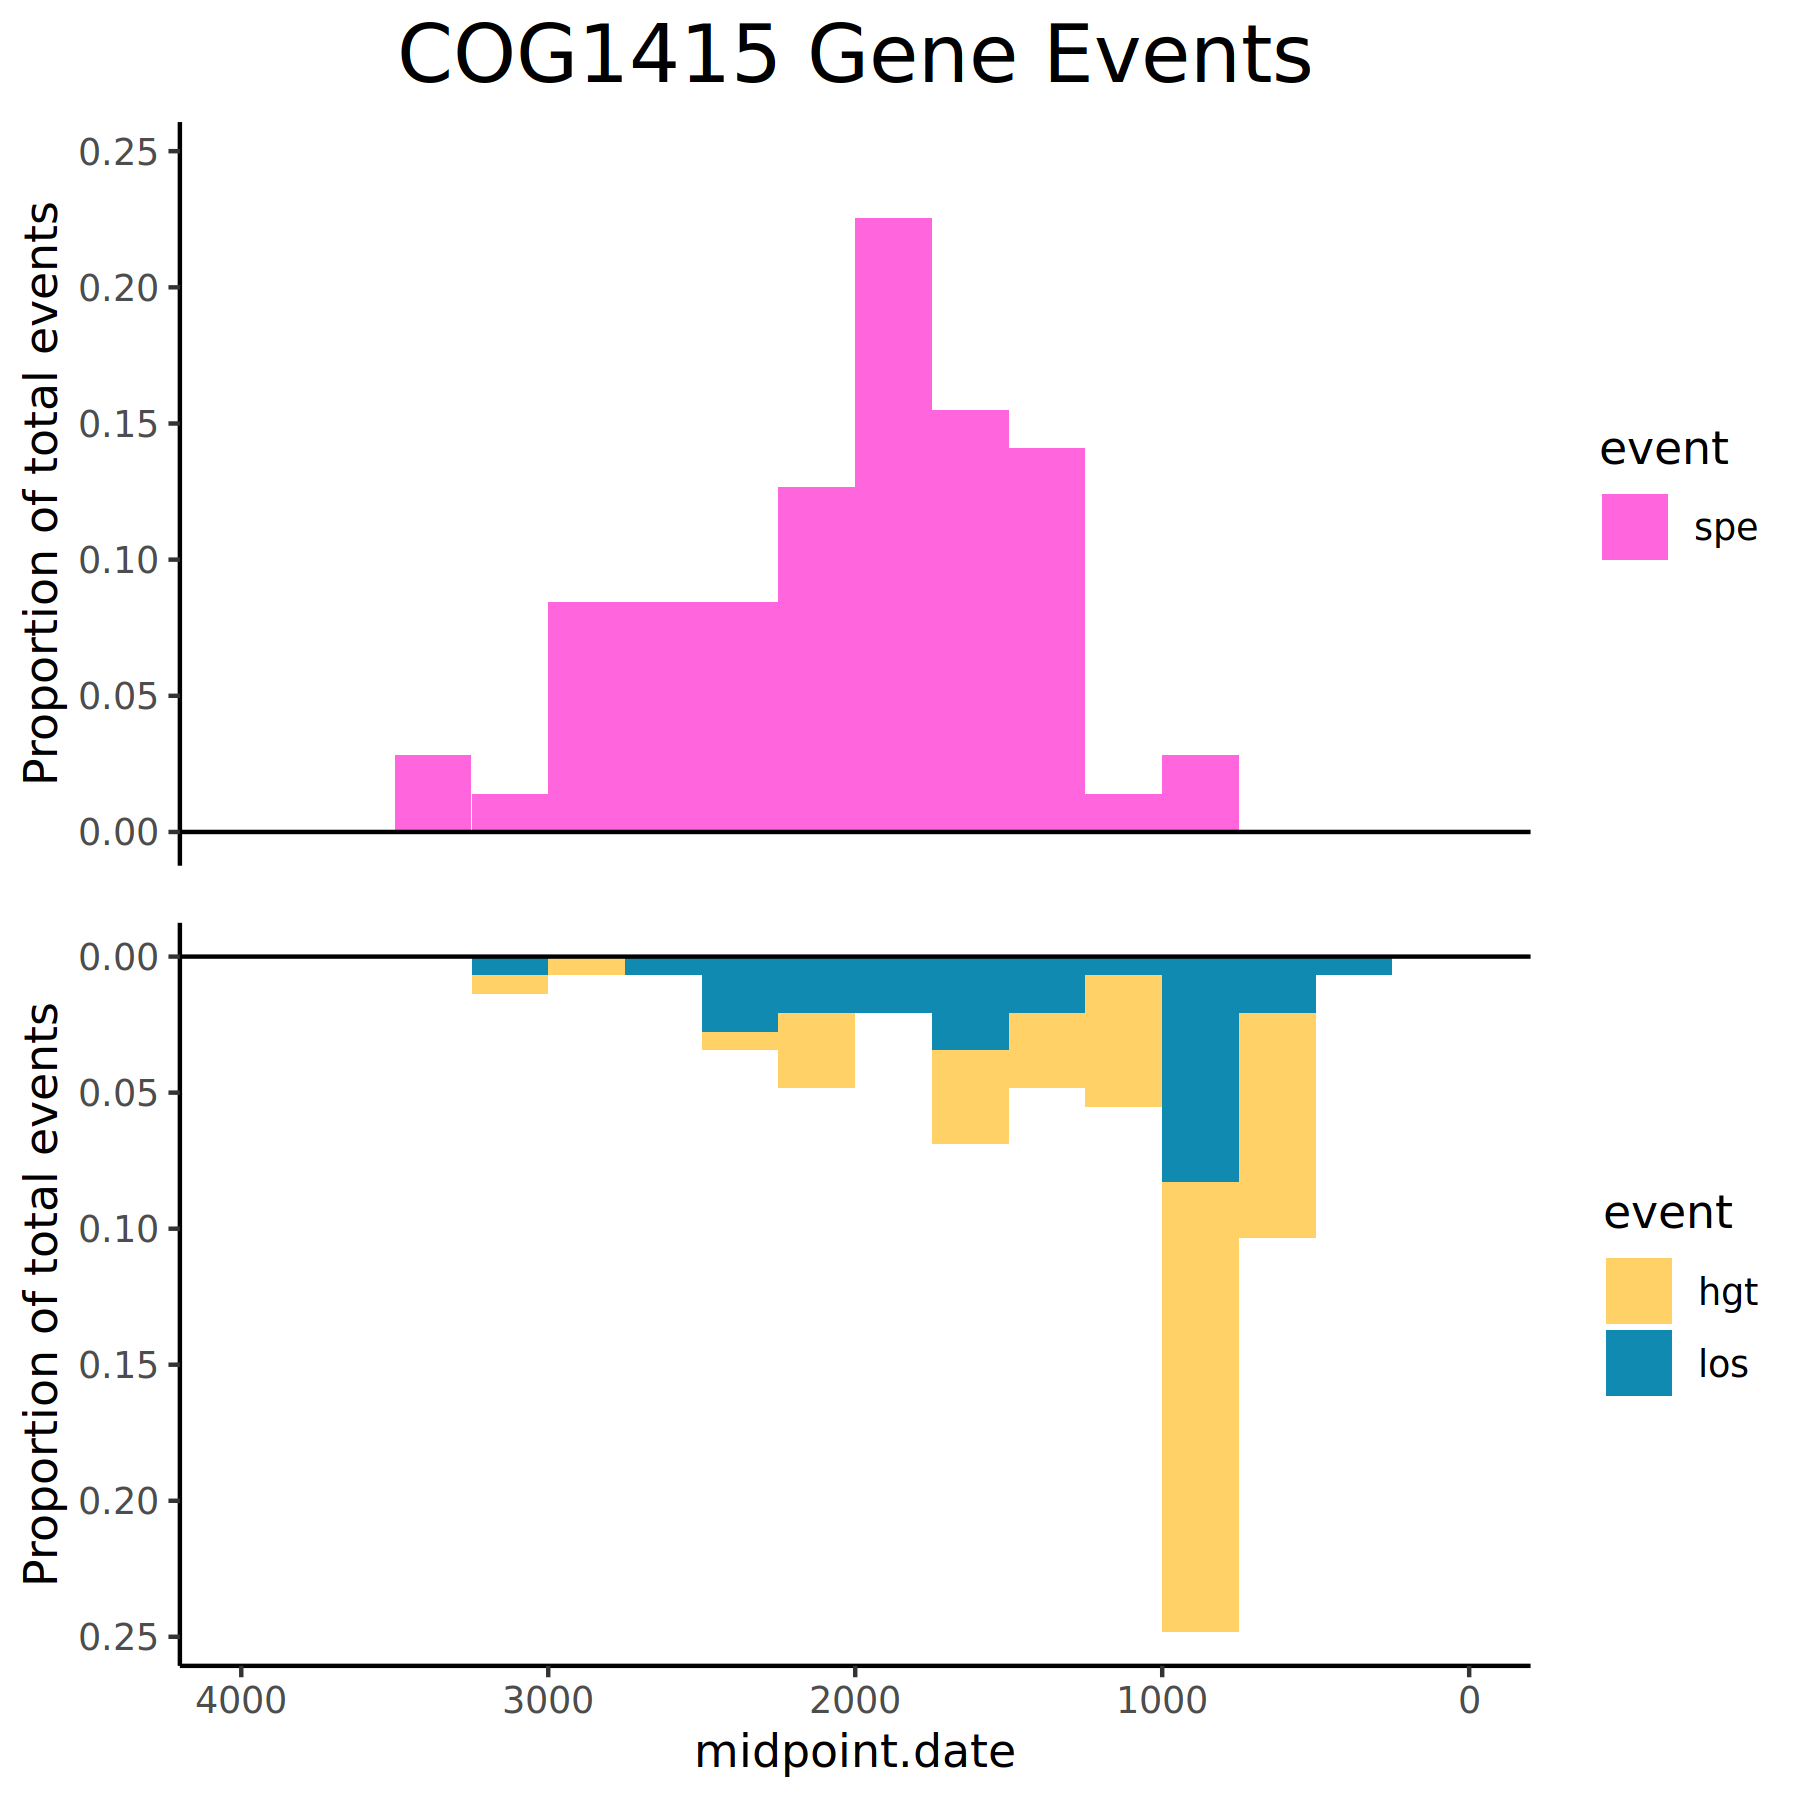 COG1415 Gene Events
0.25
0.20
0.15
0.10
0.05
0.00
Proportion of total events
event
spe
0.00
0.05
0.10
0.15
0.20
0.25
Proportion of total events
event
hgt
los
4000 3000 2000 1000 0
midpoint.date